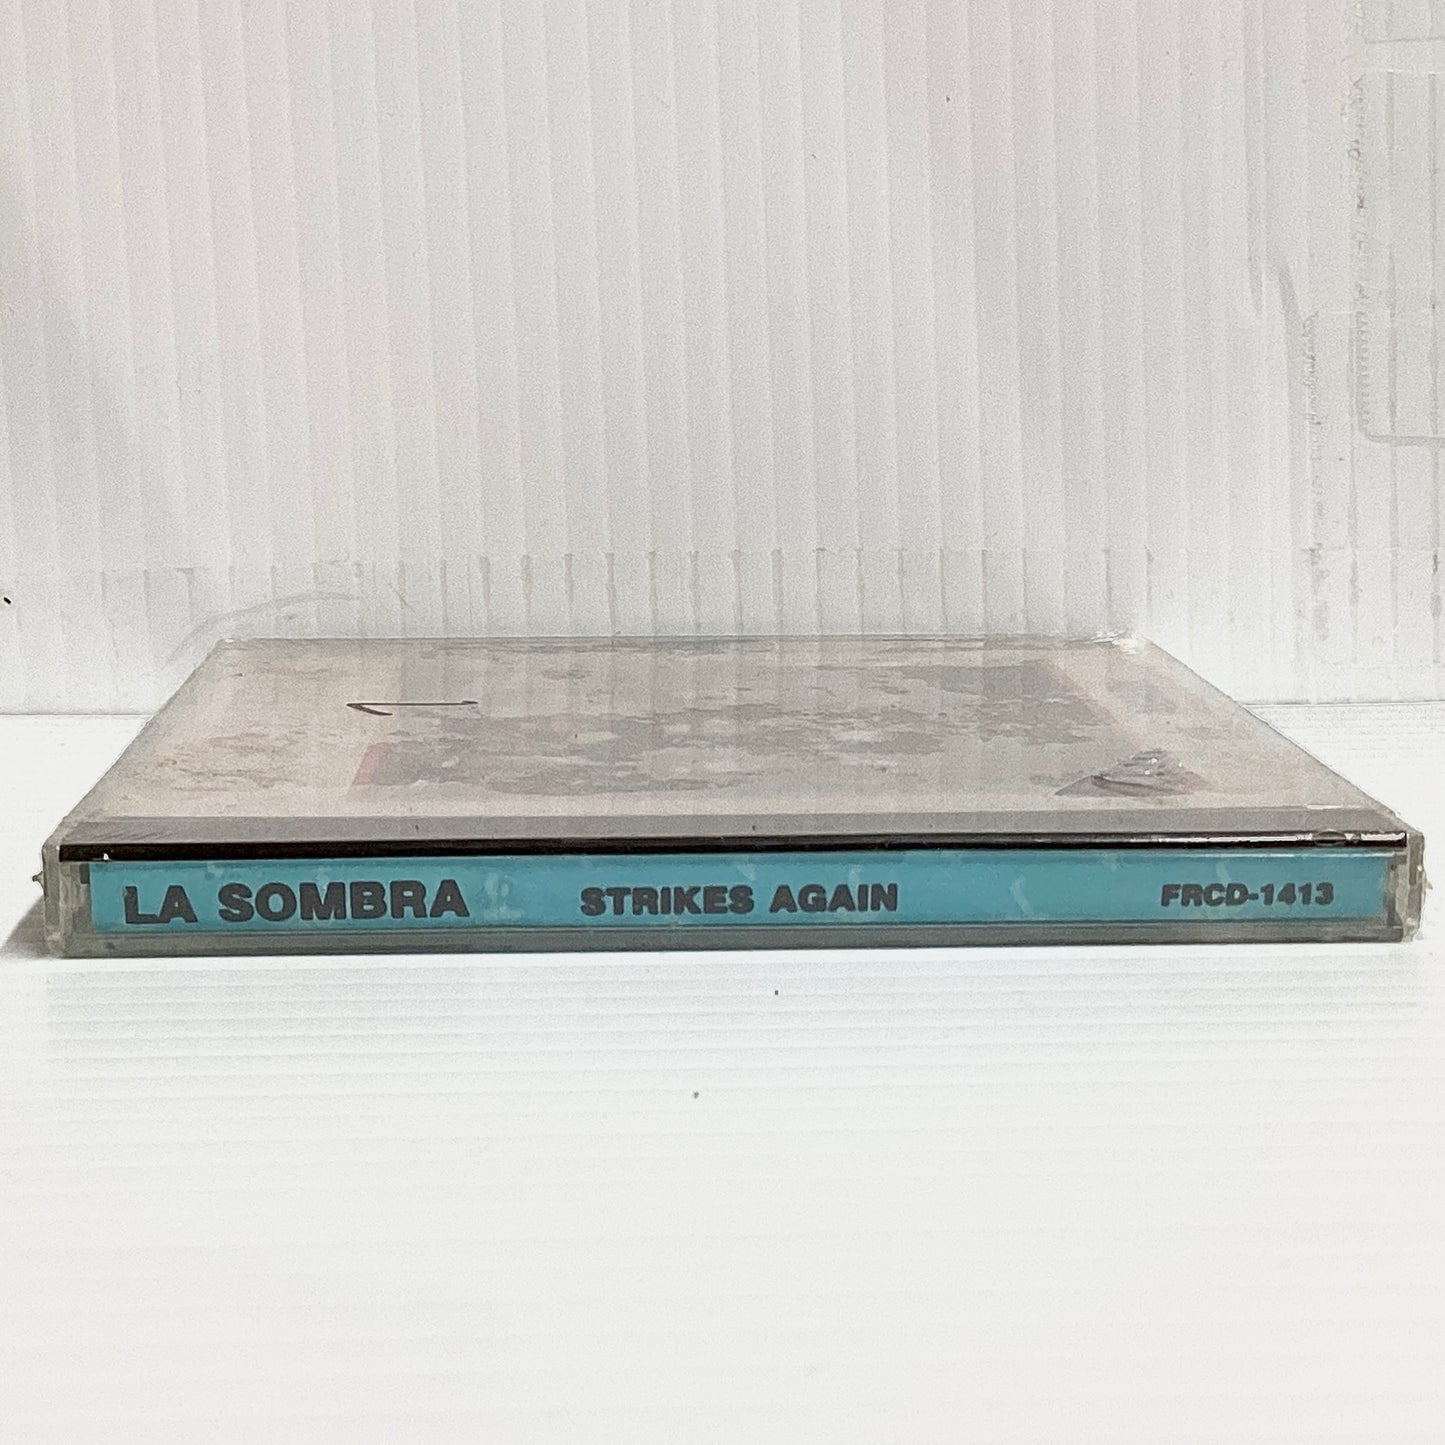 LA SOMBRA STRIKES AGAIN FRCD-1413